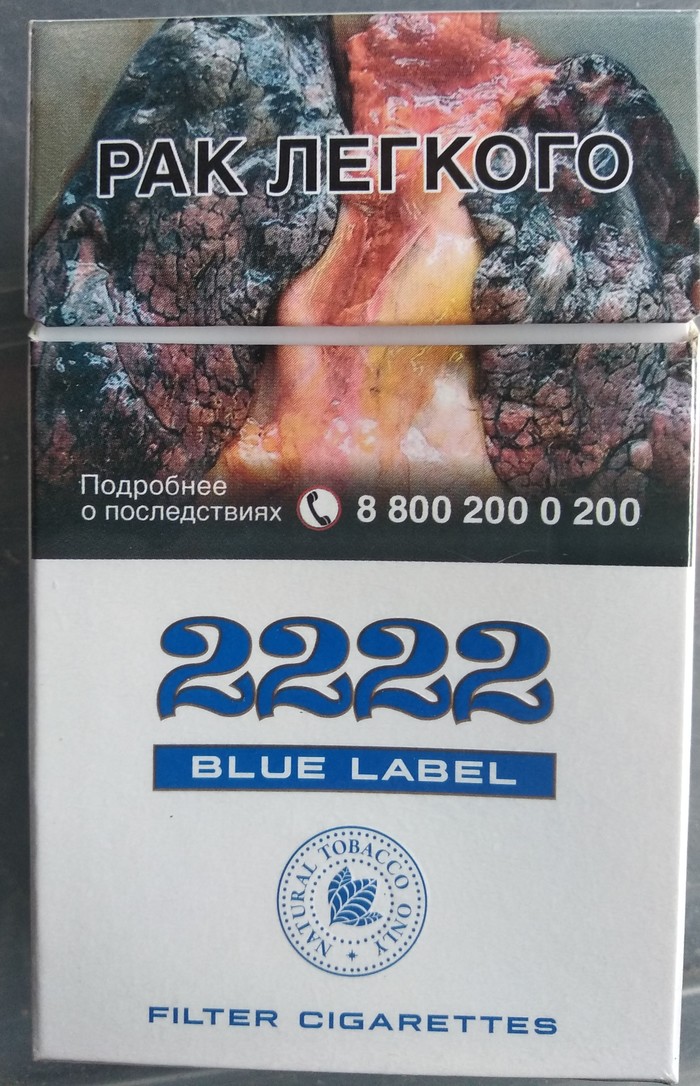 РАК ЛЕГКОГО
Подробнее
о последствиях
8 800 200 0 200
2222
BLUE LABEL
NATURAL TOBACCO ONLY
FILTER CIGARETTES